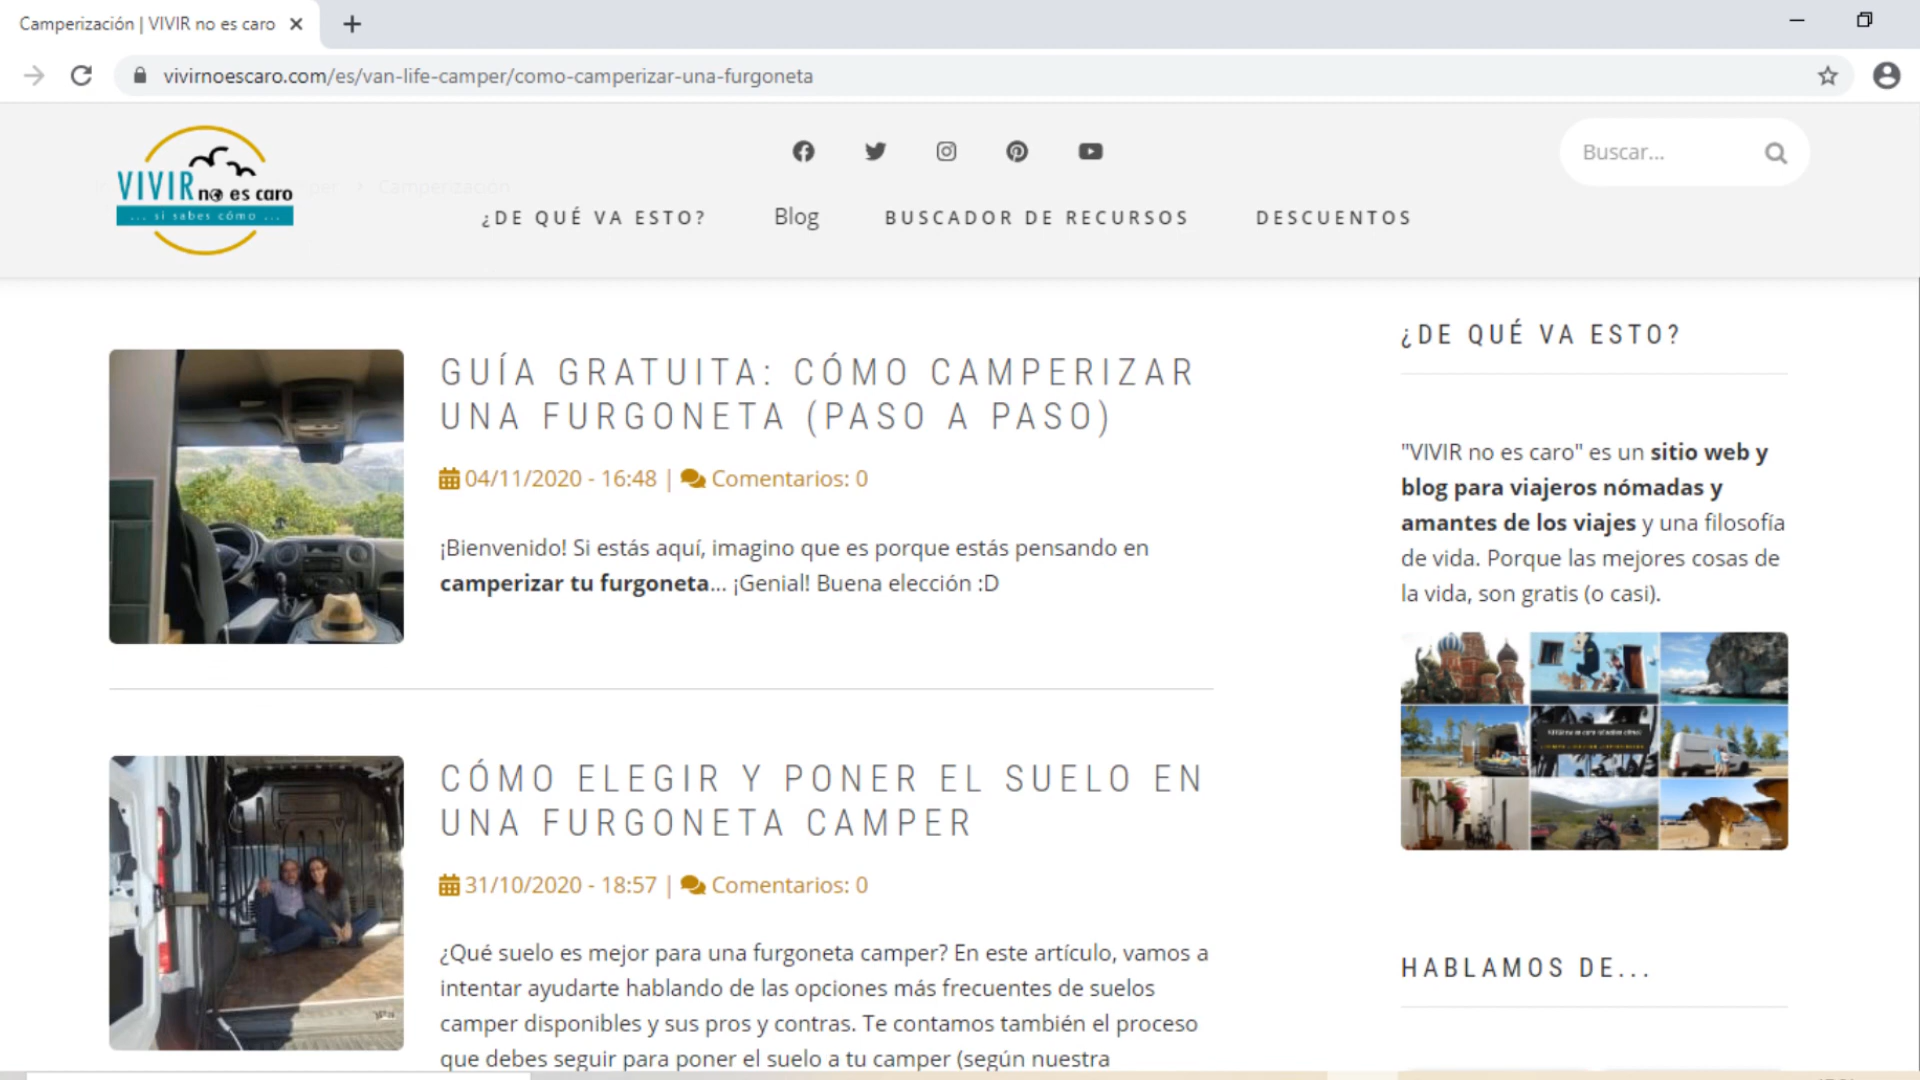 Camperización | VIVIR no es caro
vivirnoescaro.com/es/van-life-camper/como-camperizar-una-furgoneta
VIVIR no es caro
... si sabes cómo ...
Camperización
Buscar...
¿DE QUÉ VA ESTO?
Blog
BUSCADOR DE RECURSOS
DESCUENTOS
GUÍA GRATUITA: CÓMO CAMPERIZAR
UNA FURGONETA (PASO A PASO)
04/11/2020 - 16:48 | Comentarios: 0
¡Bienvenido! Si estás aquí, imagino que es porque estás pensando en
camperizar tu furgoneta... ¡Genial! Buena elección :D
CÓMO ELEGIR Y PONER EL SUELO EN
UNA FURGONETA CAMPER
31/10/2020 - 18:57 | Comentarios: 0
¿Qué suelo es mejor para una furgoneta camper? En este artículo, vamos a
intentar ayudarte hablando de las opciones más frecuentes de suelos
camper disponibles y sus pros y contras. Te contamos también el proceso
que debes seguir para poner el suelo a tu camper (según nuestra
¿DE QUÉ VA ESTO?
"VIVIR no es caro" es un sitio web y
blog para viajeros nómadas y
amantes de los viajes y una filosofía
de vida. Porque las mejores cosas de
la vida, son gratis (o casi).
HABLAMOS DE...